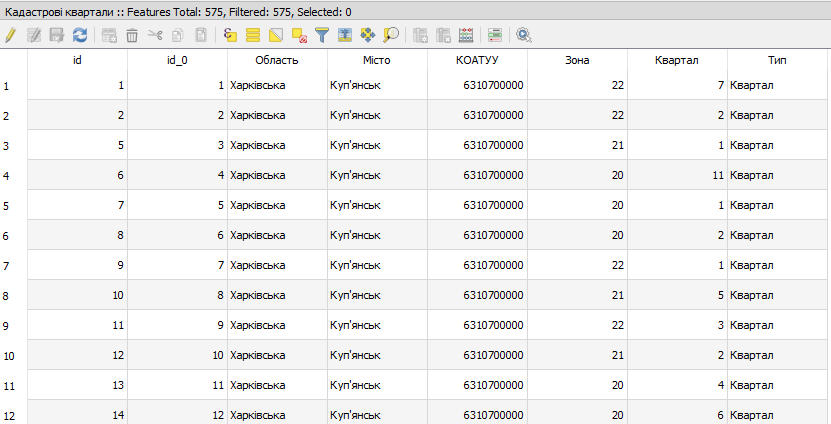 Кадастрові квартали :: Features Total: 575, Filtered: 575, Selected: 0
id id_0 Область Місто КОАТУУ Зона Квартал Тип
1 1 1 Харківська Куп'янськ 6310700000 22 7 Квартал
2 2 2 Харківська Куп'янськ 6310700000 22 2 Квартал
3 5 3 Харківська Куп'янськ 6310700000 21 1 Квартал
4 6 4 Харківська Куп'янськ 6310700000 20 11 Квартал
5 7 5 Харківська Куп'янськ 6310700000 20 1 Квартал
6 8 6 Харківська Куп'янськ 6310700000 20 2 Квартал
7 9 7 Харківська Куп'янськ 6310700000 22 1 Квартал
8 10 8 Харківська Куп'янськ 6310700000 21 5 Квартал
9 11 9 Харківська Куп'янськ 6310700000 22 3 Квартал
10 12 10 Харківська Куп'янськ 6310700000 21 2 Квартал
11 13 11 Харківська Куп'янськ 6310700000 20 4 Квартал
12 14 12 Харківська Куп'янськ 6310700000 20 6 Квартал